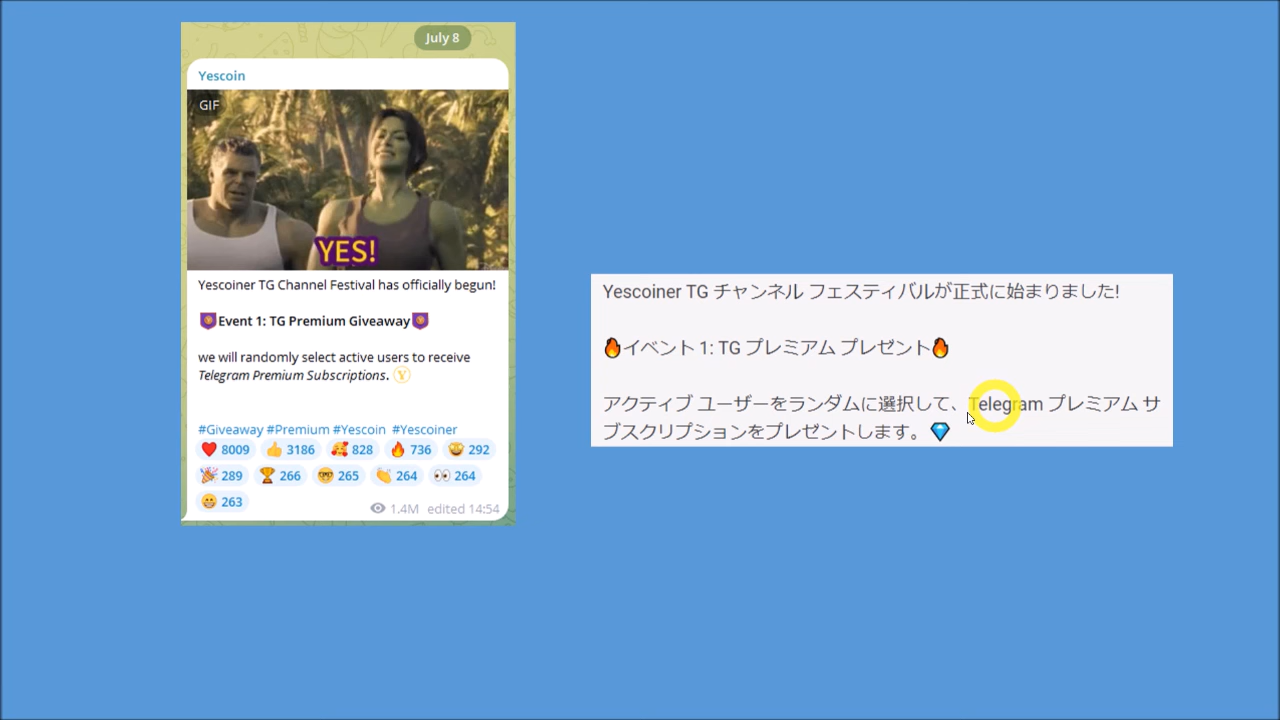 July 8
Yescoin
GIF
YES!
Yescoiner TG Channel Festival has officially begun!
Event 1: TG Premium Giveaway
we will randomly select active users to receive
Telegram Premium Subscriptions.
#Giveaway #Premium #Yescoin #Yescoiner
❤️ 8009 👍 3186 🥰 828 🔥 736 🤩 292
🎉 289 🏆 266 🤓 265 👏 264 👀 264
😁 263
1.4M edited 14:54
Yescoiner TG チャンネル フェスティバルが正式に始まりました!
🔥イベント 1: TG プレミアム プレゼント🔥
アクティブ ユーザーをランダムに選択して、Telegram プレミアム サ
ブスクリプションをプレゼントします。💎